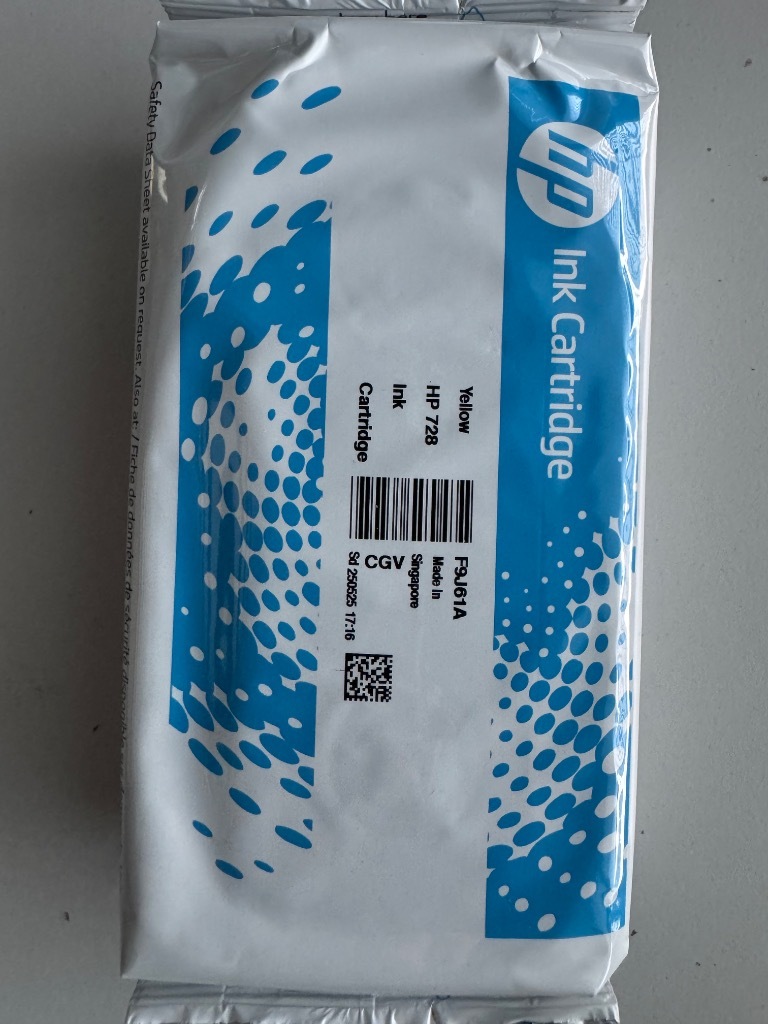 hp
Ink Cartridge
Yellow
HP 728
Ink
Cartridge
F9J61A
Made In
Singapore
CGV
Sd 250525 17:16
Safety Data Sheet available on request. Also at: / Fiche de données de sécurité